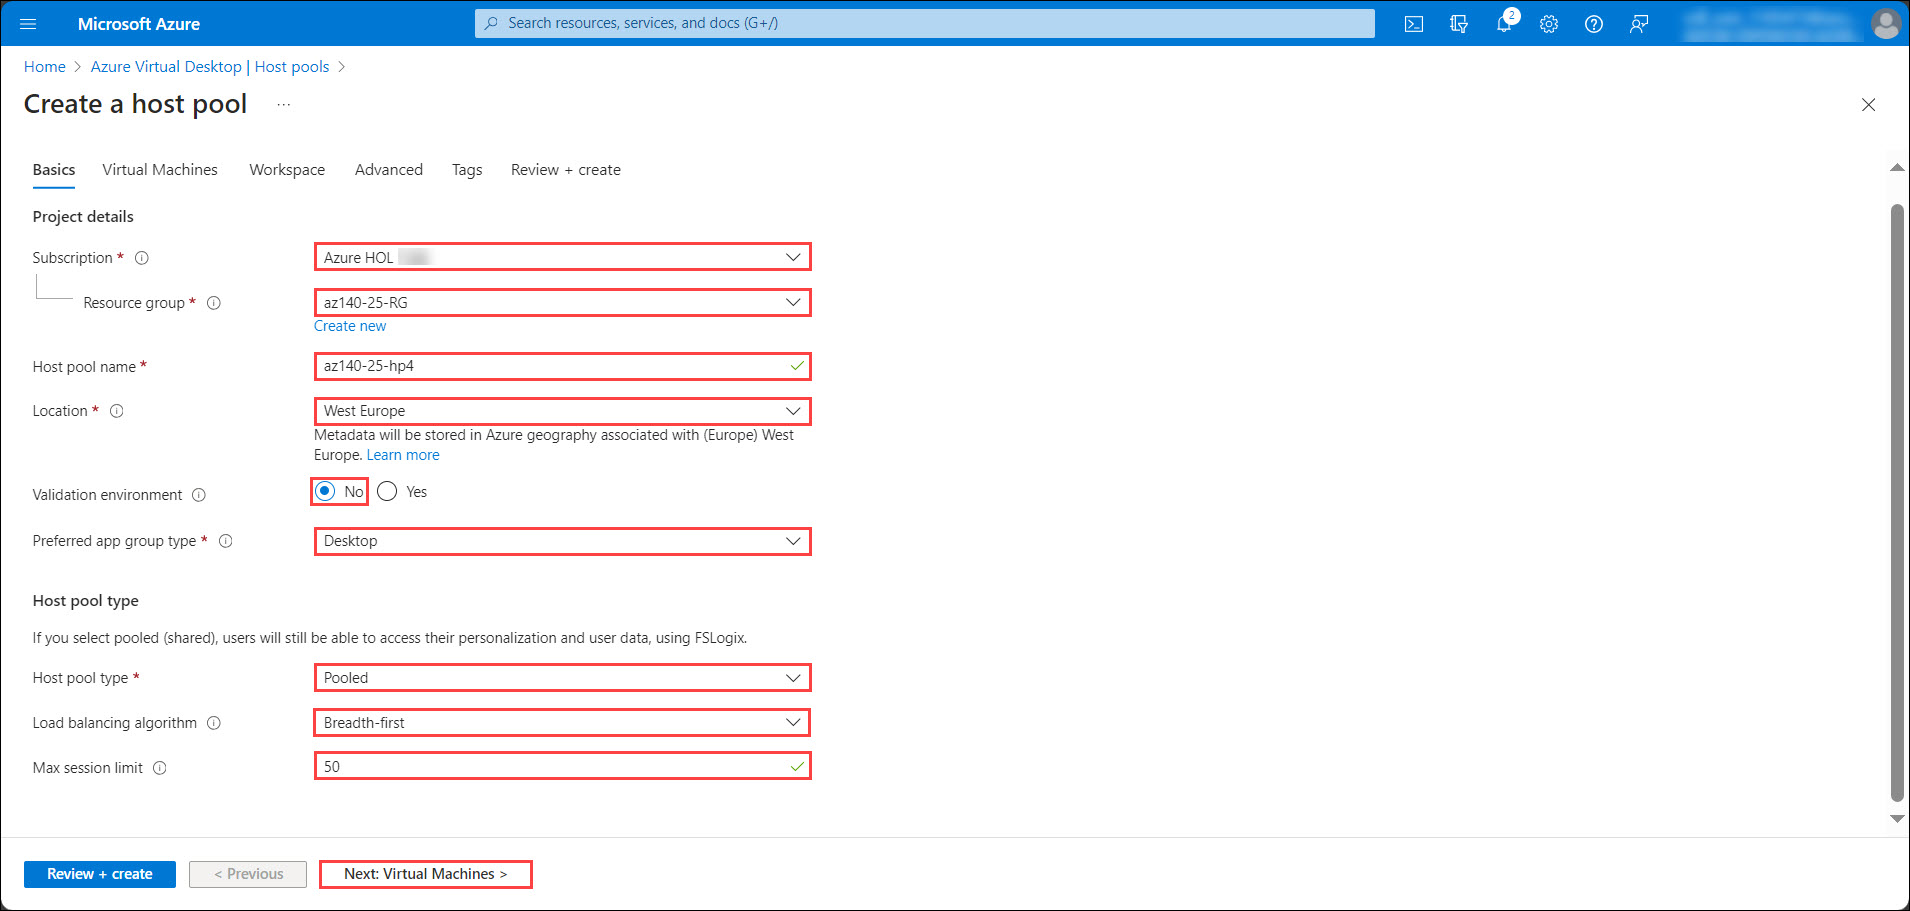 Microsoft Azure
Search resources, services, and docs (G+/)
2
Home > Azure Virtual Desktop | Host pools >
Create a host pool ...
Basics Virtual Machines Workspace Advanced Tags Review + create
Project details
Subscription * Azure HOL
Resource group * az140-25-RG
Create new
Host pool name * az140-25-hp4
Location * West Europe
Metadata will be stored in Azure geography associated with (Europe) West
Europe. Learn more
Validation environment No Yes
Preferred app group type * Desktop
Host pool type
If you select pooled (shared), users will still be able to access their personalization and user data, using FSLogix.
Host pool type * Pooled
Load balancing algorithm Breadth-first
Max session limit 50
Review + create < Previous Next: Virtual Machines >